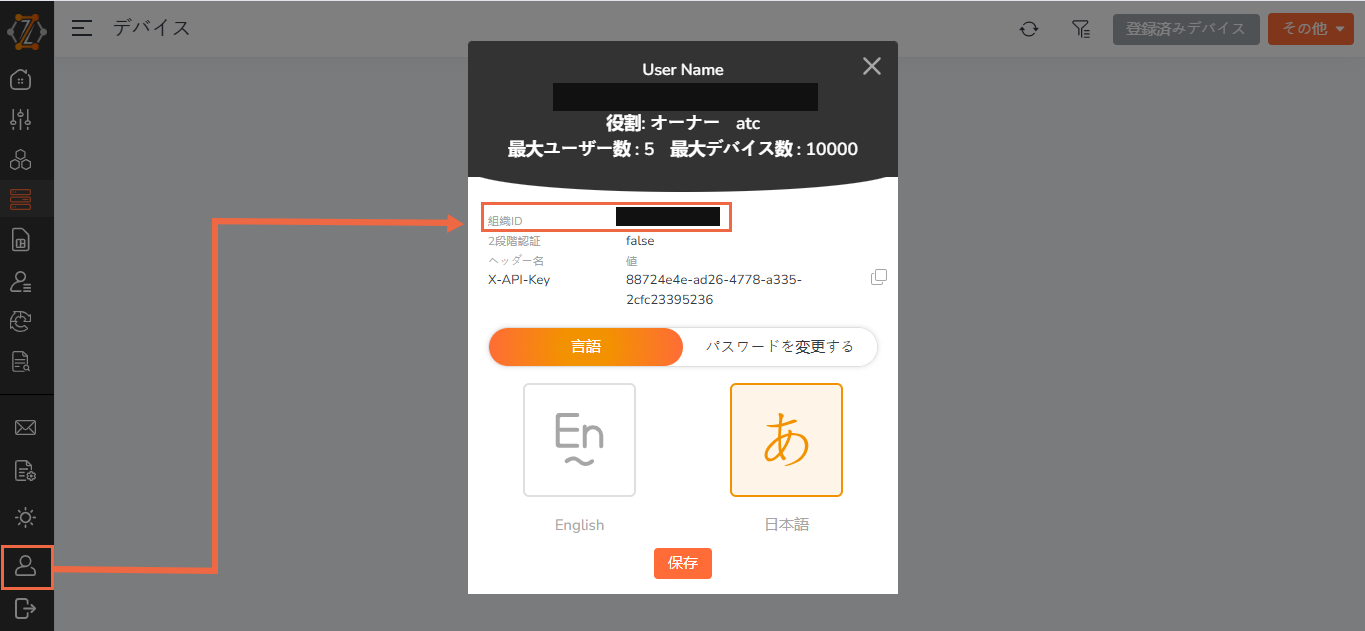 デバイス
登録済みデバイス
その他
User Name
役割: オーナー atc
最大ユーザー数 : 5 最大デバイス数 : 10000
組織ID
2段階認証 false
ヘッダー名 値
X-API-Key 88724e4e-ad26-4778-a335-
2cfc23395236
言語 パスワードを変更する
En あ
English 日本語
保存